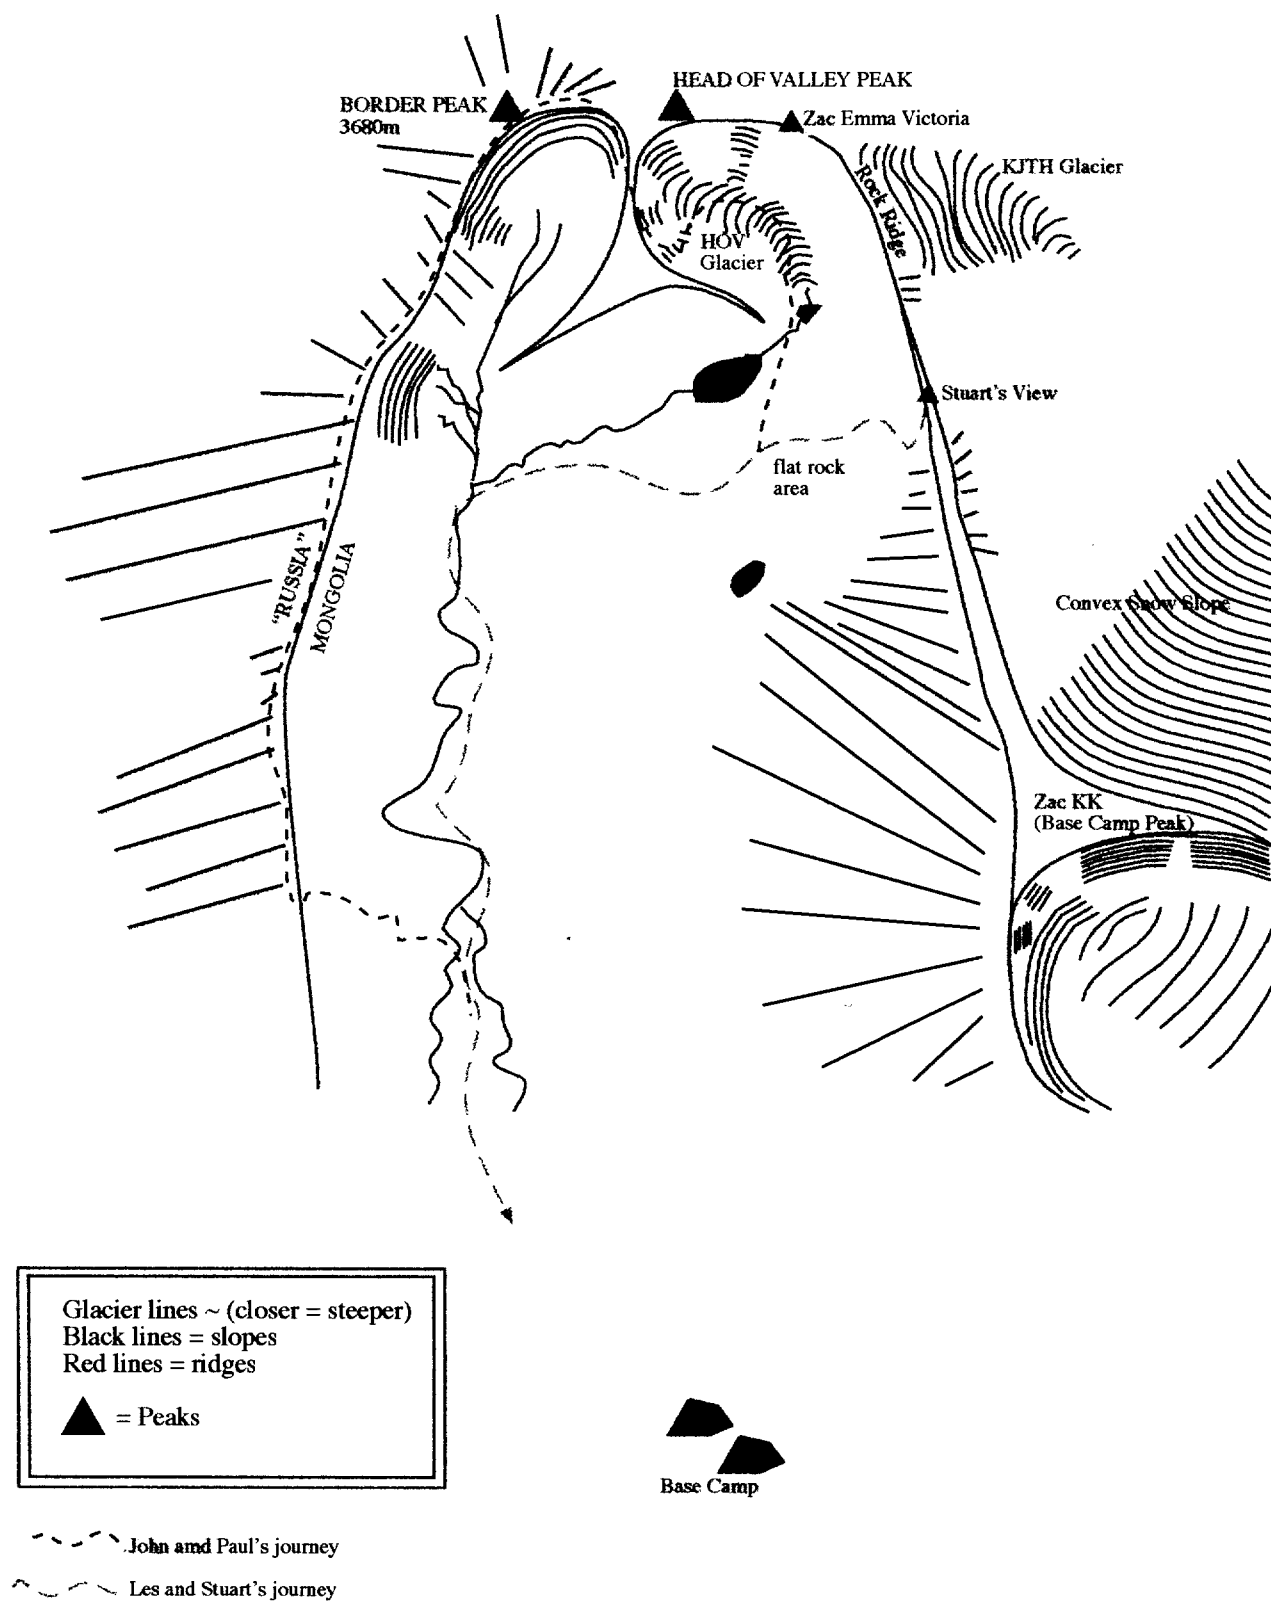 HEAD OF VALLEY PEAK
BORDER PEAK
3680m
Zac Emma Victoria
KJTH Glacier
Rock Ridge
HOV
Glacier
Stuart's View
flat rock
area
"RUSSIA"
MONGOLIA
Convex Snow Slope
Zac KK
(Base Camp Peak)
Glacier lines ~ (closer = steeper)
Black lines = slopes
Red lines = ridges
= Peaks
Base Camp
John amd Paul's journey
Les and Stuart's journey